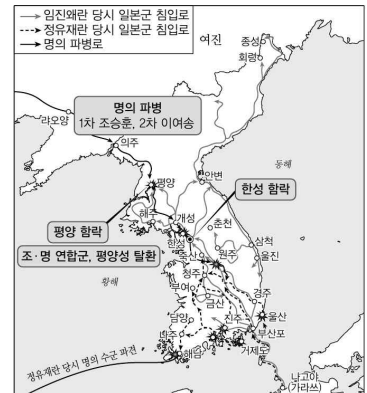 임진왜란 당시 일본군 침입로
정유재란 당시 일본군 침입로
명의 파병로
여진
종성
회령
명의 파병
1차 조승훈, 2차 이여송
랴오양
의주
동해
평양
안변
한성 함락
해주
개성
평양 함락
한성
춘천
조·명 연합군, 평양성 탈환
죽산
원주
삼척
울진
청주
황해
부여
금산
경주
담양
진주
울산
나주
부산포
해남
거제도
정유재란 당시 명의 수군 파견
나고야
(가라쓰)